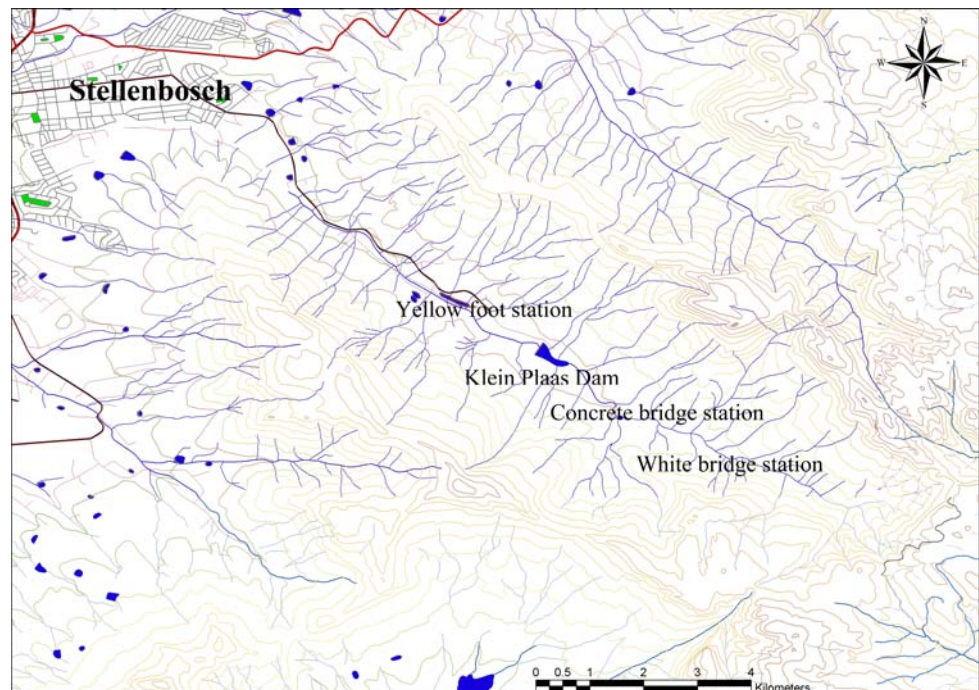 N
W E
S
Stellenbosch
Yellow foot station
Klein Plaas Dam
Concrete bridge station
White bridge station
0 0.5 1 2 3 4
Kilometers